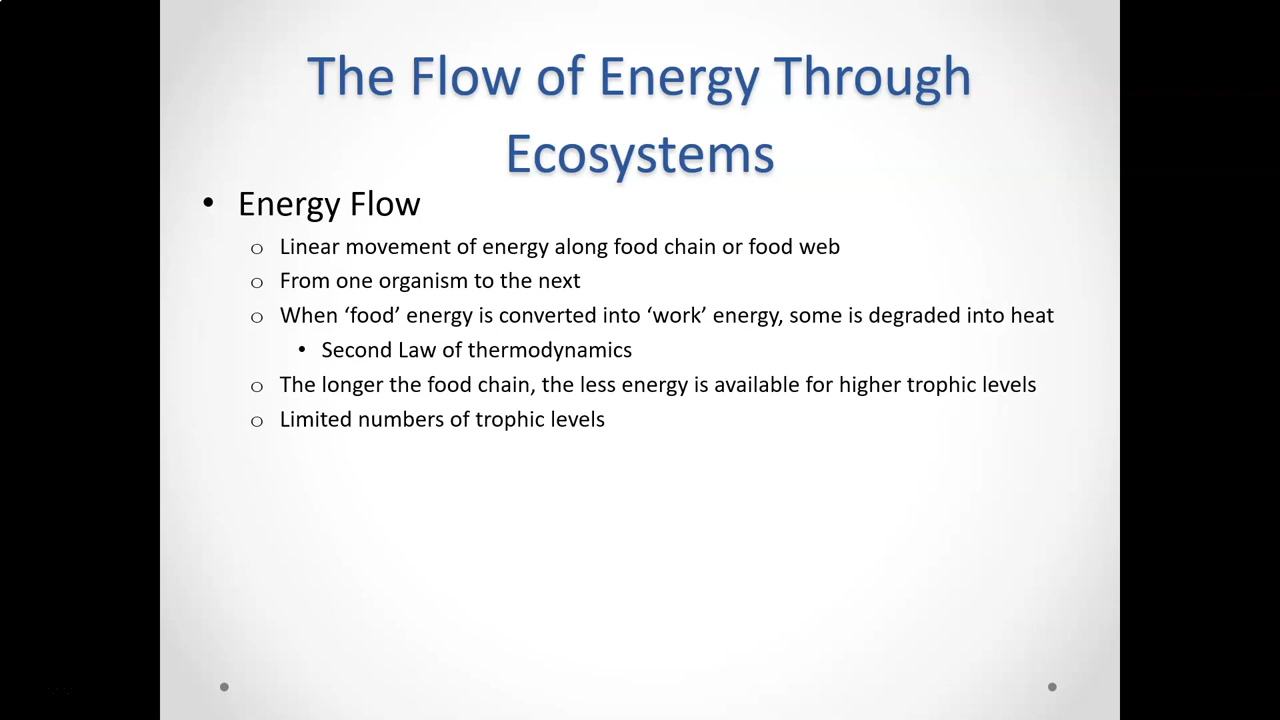 The Flow of Energy Through
Ecosystems
• Energy Flow
o Linear movement of energy along food chain or food web
o From one organism to the next
o When ‘food’ energy is converted into ‘work’ energy, some is degraded into heat
• Second Law of thermodynamics
o The longer the food chain, the less energy is available for higher trophic levels
o Limited numbers of trophic levels